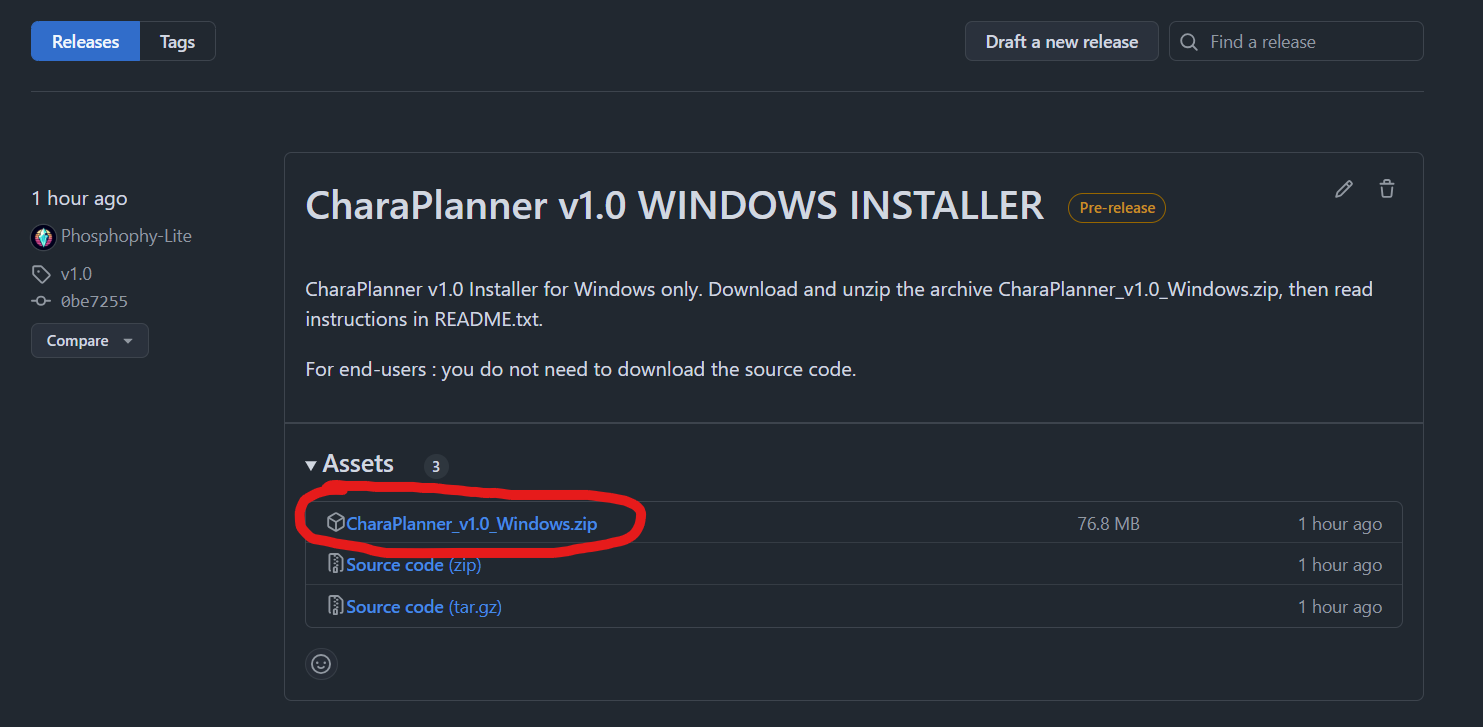 Releases Tags Draft a new release Find a release
1 hour ago
Phosphophy-Lite
v1.0
0be7255
Compare
CharaPlanner v1.0 WINDOWS INSTALLER Pre-release
CharaPlanner v1.0 Installer for Windows only. Download and unzip the archive CharaPlanner_v1.0_Windows.zip, then read
instructions in README.txt.
For end-users : you do not need to download the source code.
Assets 3
CharaPlanner_v1.0_Windows.zip 76.8 MB 1 hour ago
Source code (zip) 1 hour ago
Source code (tar.gz) 1 hour ago